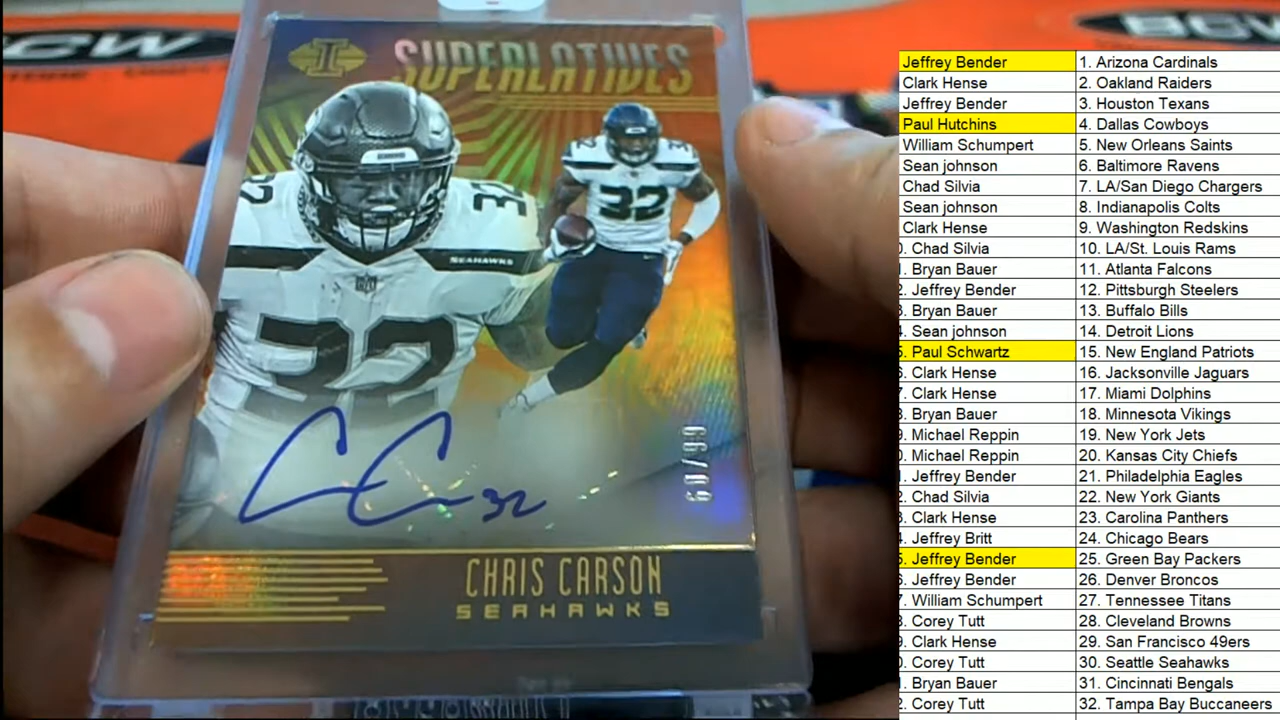 BCW
BCW
I
SUPERLATIVES
32
32
32
SEAHAWKS
32
60/99
CC 32
CHRIS CARSON
SEAHAWKS
Jeffrey Bender 1. Arizona Cardinals
Clark Hense 2. Oakland Raiders
Jeffrey Bender 3. Houston Texans
Paul Hutchins 4. Dallas Cowboys
William Schumpert 5. New Orleans Saints
Sean johnson 6. Baltimore Ravens
Chad Silvia 7. LA/San Diego Chargers
Sean johnson 8. Indianapolis Colts
Clark Hense 9. Washington Redskins
. Chad Silvia 10. LA/St. Louis Rams
. Bryan Bauer 11. Atlanta Falcons
. Jeffrey Bender 12. Pittsburgh Steelers
. Bryan Bauer 13. Buffalo Bills
. Sean johnson 14. Detroit Lions
. Paul Schwartz 15. New England Patriots
. Clark Hense 16. Jacksonville Jaguars
. Clark Hense 17. Miami Dolphins
. Bryan Bauer 18. Minnesota Vikings
. Michael Reppin 19. New York Jets
. Michael Reppin 20. Kansas City Chiefs
. Jeffrey Bender 21. Philadelphia Eagles
. Chad Silvia 22. New York Giants
. Clark Hense 23. Carolina Panthers
. Jeffrey Britt 24. Chicago Bears
. Jeffrey Bender 25. Green Bay Packers
. Jeffrey Bender 26. Denver Broncos
. William Schumpert 27. Tennessee Titans
. Corey Tutt 28. Cleveland Browns
. Clark Hense 29. San Francisco 49ers
. Corey Tutt 30. Seattle Seahawks
. Bryan Bauer 31. Cincinnati Bengals
. Corey Tutt 32. Tampa Bay Buccaneers